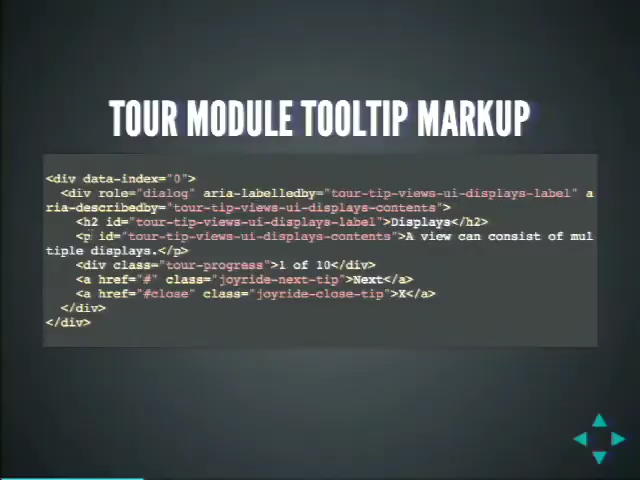 TOUR MODULE TOOLTIP MARKUP
<div data-index="0">
<div role="dialog" aria-labelledby="tour-tip-views-ui-displays-label" a
ria-describedby="tour-tip-views-ui-displays-contents">
<h2 id="tour-tip-views-ui-displays-label">Displays</h2>
<p id="tour-tip-views-ui-displays-contents">A view can consist of mul
tiple displays.</p>
<div class="tour-progress">1 of 10</div>
<a href="#" class="joyride-next-tip">Next</a>
<a href="#close" class="joyride-close-tip">X</a>
</div>
</div>